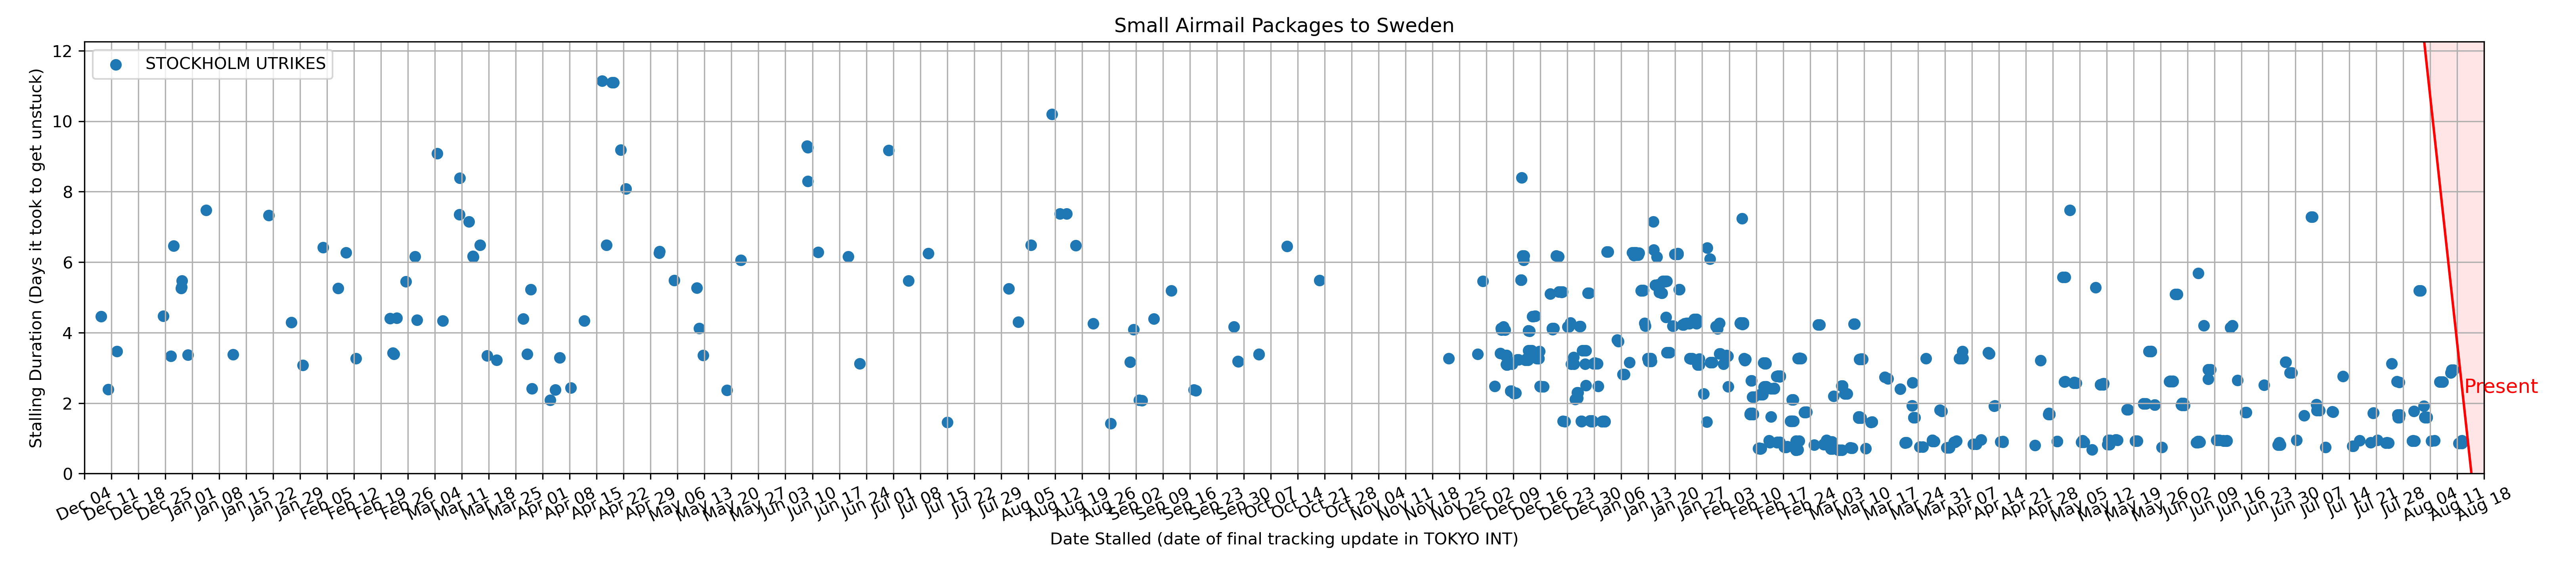 Small Airmail Packages to Sweden
STOCKHOLM UTRIKES
Stalling Duration (Days it took to get unstuck)
12
10
8
6
4
2
0
Present
Dec 04
Dec 11
Dec 18
Dec 25
Jan 01
Jan 08
Jan 15
Jan 22
Jan 29
Feb 05
Feb 12
Feb 19
Feb 26
Mar 04
Mar 11
Mar 18
Mar 25
Apr 01
Apr 08
Apr 15
Apr 22
Apr 29
May 06
May 13
May 20
May 27
Jun 03
Jun 10
Jun 17
Jun 24
Jul 01
Jul 08
Jul 15
Jul 22
Jul 29
Aug 05
Aug 12
Aug 19
Aug 26
Sep 02
Sep 09
Sep 16
Sep 23
Sep 30
Oct 07
Oct 14
Oct 21
Oct 28
Nov 04
Nov 11
Nov 18
Nov 25
Dec 02
Dec 09
Dec 16
Dec 23
Dec 30
Jan 06
Jan 13
Jan 20
Jan 27
Feb 03
Feb 10
Feb 17
Feb 24
Mar 03
Mar 10
Mar 17
Mar 24
Mar 31
Apr 07
Apr 14
Apr 21
Apr 28
May 05
May 12
May 19
May 26
Jun 02
Jun 09
Jun 16
Jun 23
Jun 30
Jul 07
Jul 14
Jul 21
Jul 28
Aug 04
Aug 11
Aug 18
Date Stalled (date of final tracking update in TOKYO INT)